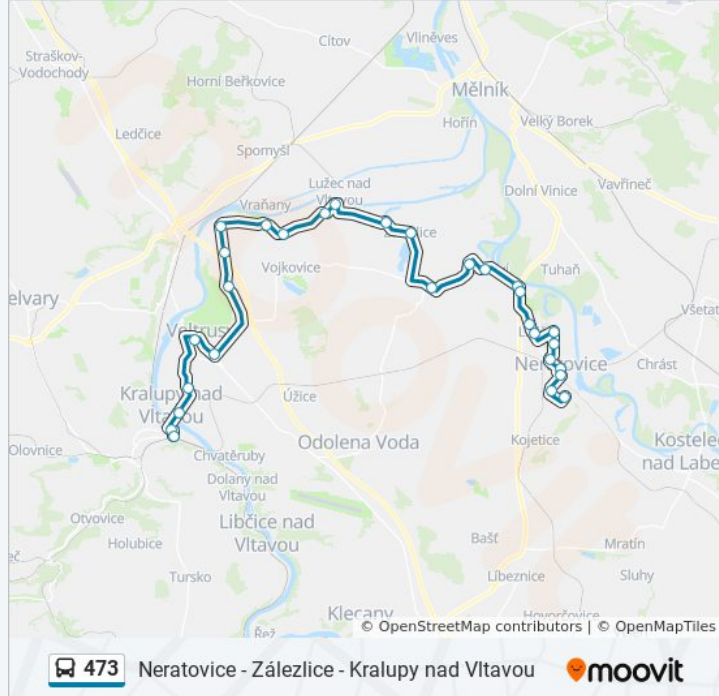 Straškov-
Vodochody
Cítov
Vliněves
Horní Beřkovice
Mělník
Hořín
Velký Borek
Ledčice
Spomyšl
Lužec nad
Vltavou
Vraňany
Dolní Vinice
Vavřineč
Vojkovice
Tuhaň
elvary
Všetat
Neratovice
Chrást
Kralupy nad
Vltavou
Úžice
Odolena Voda
Kojetice
Kostelec
nad Labe
Olovnice
Chvatěruby
Dolany nad
Vltavou
Otvovice
Libčice nad
Vltavou
Holubice
Bašť
Mratín
Tursko
Líbeznice
Sluhy
Klecany
Hovorčovice
Řež
© OpenStreetMap contributors | © OpenMapTiles
473 Neratovice - Zálezlice - Kralupy nad Vltavou
moovit